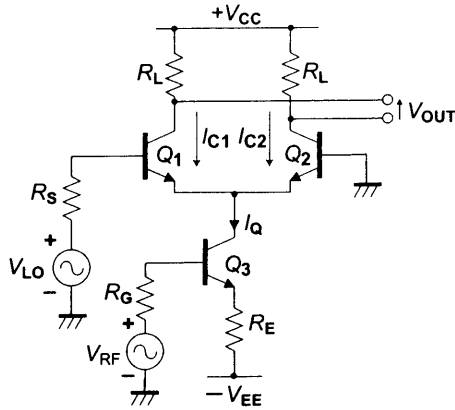 +VCC
RL RL
VOUT
IC1 IC2
Q1 Q2
RS
+
VLO
−
IQ
Q3
RG
+
VRF
−
RE
−VEE